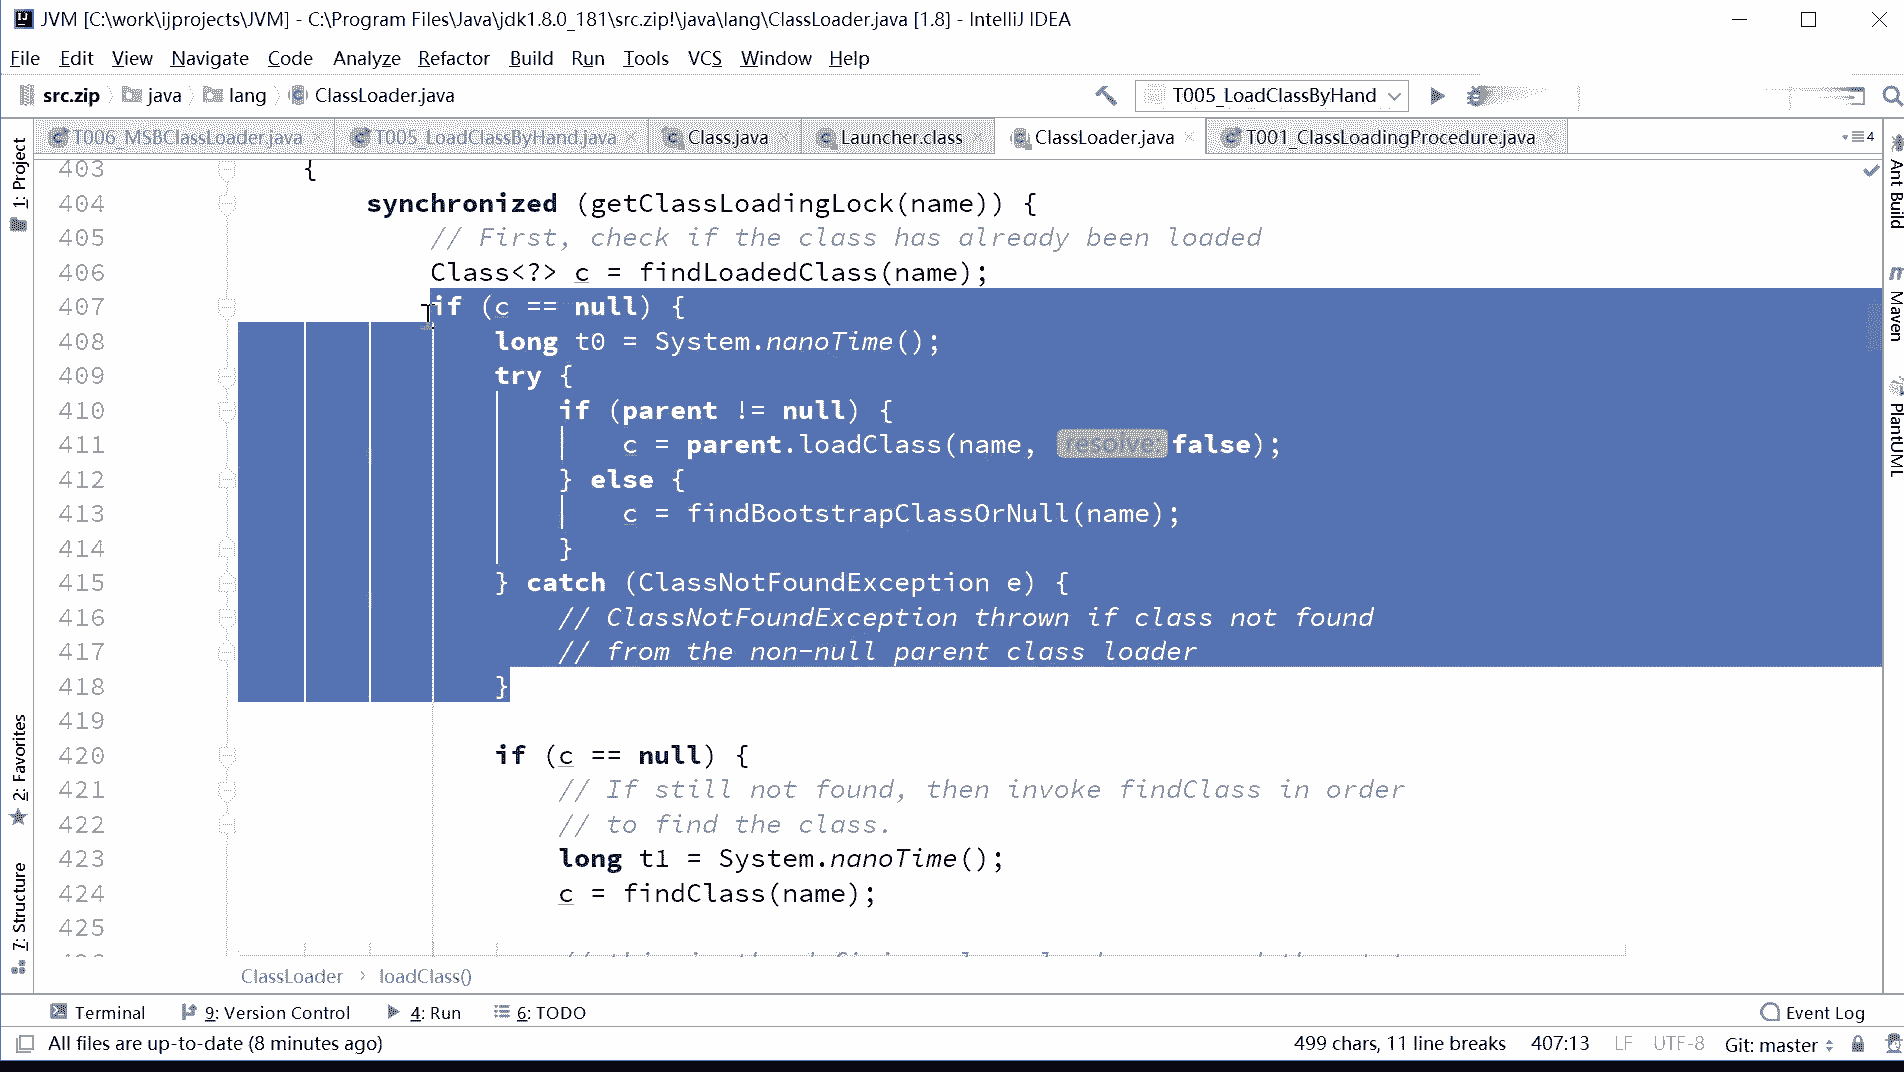 JVM [C:\work\ijprojects\JVM] - C:\Program Files\Java\jdk1.8.0_181\src.zip!\java\lang\ClassLoader.java [1.8] - IntelliJ IDEA
File Edit View Navigate Code Analyze Refactor Build Run Tools VCS Window Help
src.zip java lang ClassLoader.java T005_LoadClassByHand
T006_MSBClassLoader.java T005_LoadClassByHand.java Class.java Launcher.class ClassLoader.java T001_ClassLoadingProcedure.java 4
1: Project
2: Favorites
7: Structure
Ant Build
Maven
PlantUML
403 {
404 synchronized (getClassLoadingLock(name)) {
405 // First, check if the class has already been loaded
406 Class<?> c = findLoadedClass(name);
407 if (c == null) {
408 long t0 = System.nanoTime();
409 try {
410 if (parent != null) {
411 c = parent.loadClass(name, resolve: false);
412 } else {
413 c = findBootstrapClassOrNull(name);
414 }
415 } catch (ClassNotFoundException e) {
416 // ClassNotFoundException thrown if class not found
417 // from the non-null parent class loader
418 }
419
420 if (c == null) {
421 // If still not found, then invoke findClass in order
422 // to find the class.
423 long t1 = System.nanoTime();
424 c = findClass(name);
425
ClassLoader › loadClass()
Terminal 9: Version Control 4: Run 6: TODO Event Log
All files are up-to-date (8 minutes ago) 499 chars, 11 line breaks 407:13 LF UTF-8 Git: master